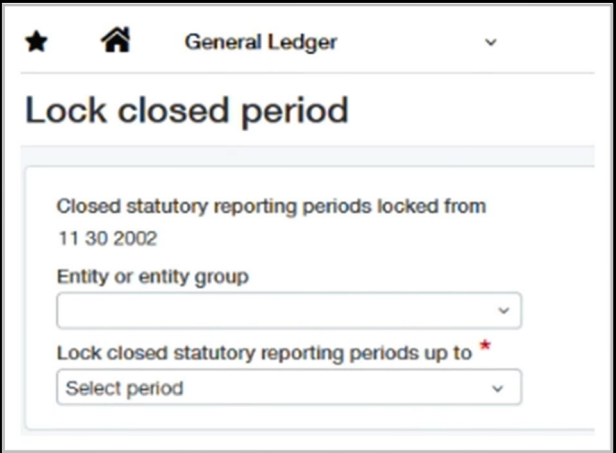 General Ledger
Lock closed period
Closed statutory reporting periods locked from
11 30 2002
Entity or entity group
Lock closed statutory reporting periods up to *
Select period